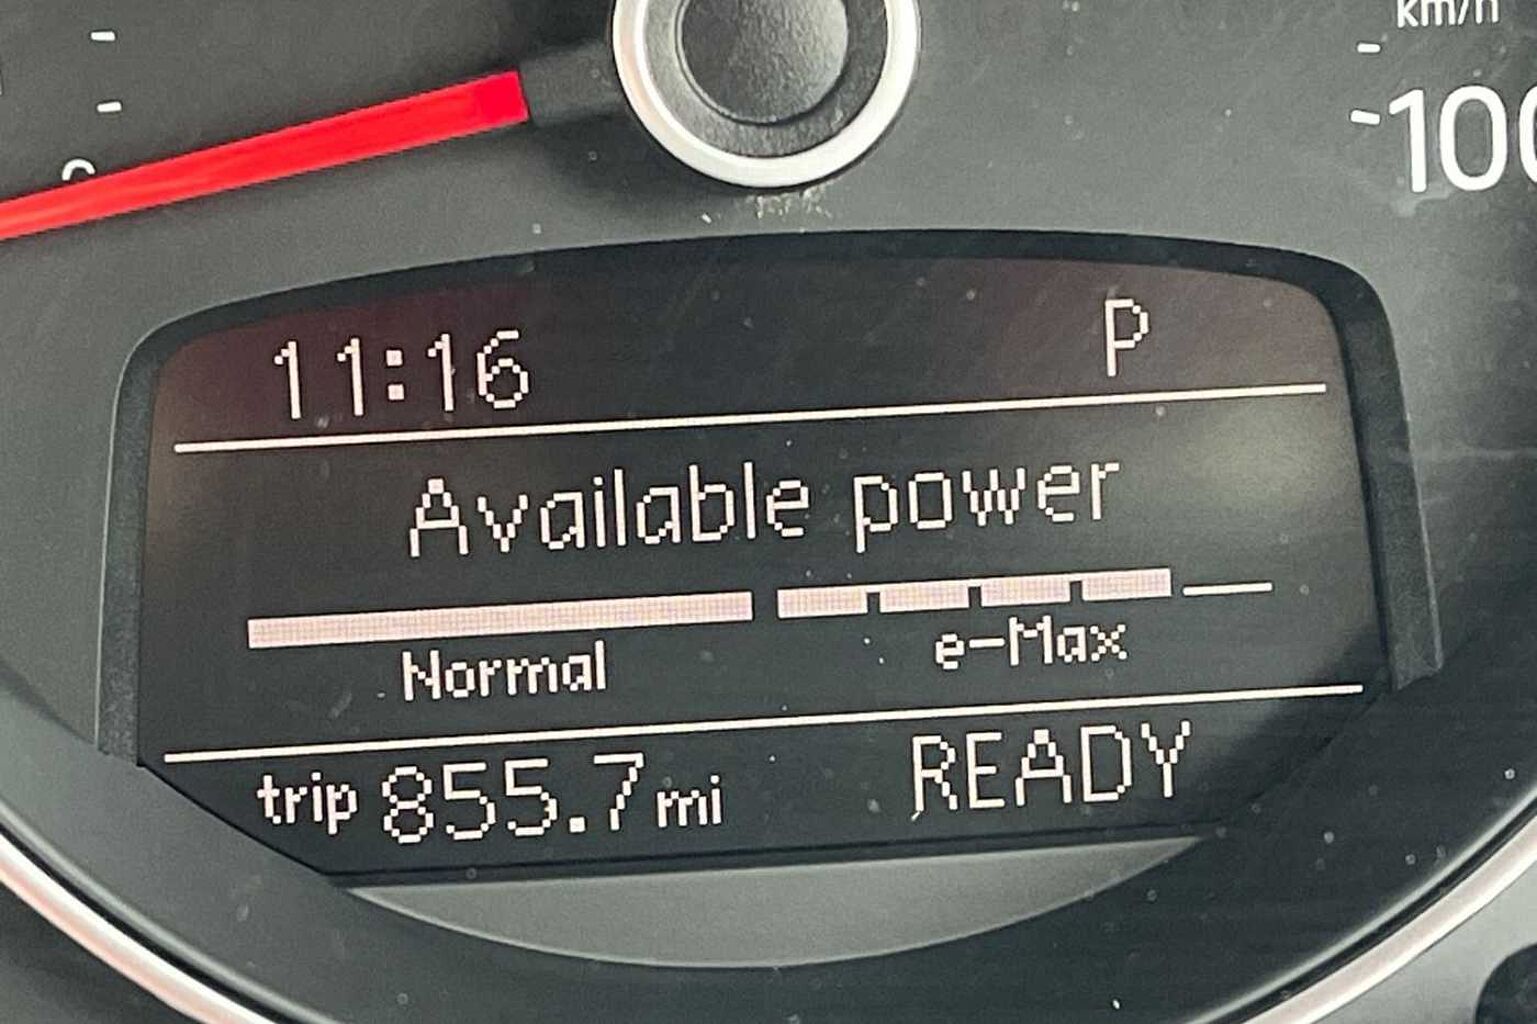 km/h
100
11:16 P
Available power
Normal e-Max
trip 855.7 mi READY